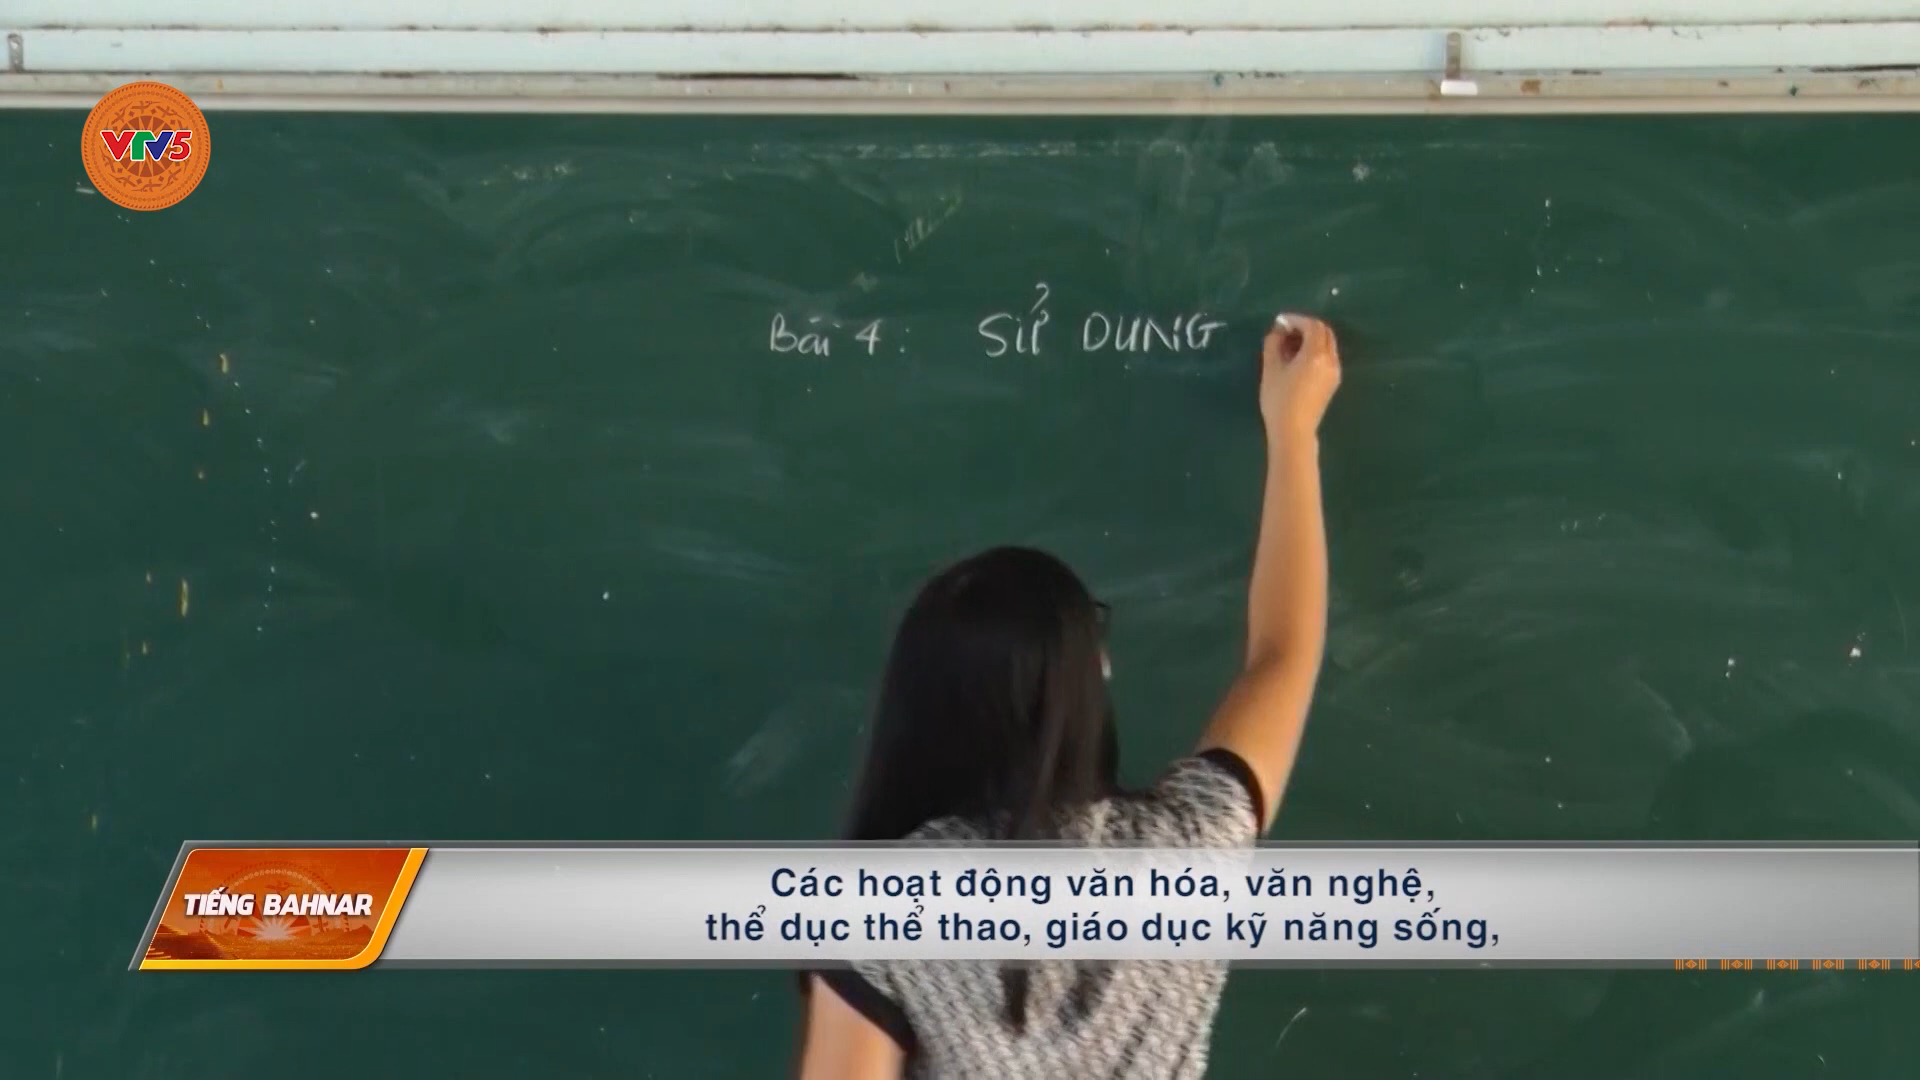 VTV5
Bài 4: SỬ DUNG
TIẾNG BAHNAR
Các hoạt động văn hóa, văn nghệ,
thể dục thể thao, giáo dục kỹ năng sống,